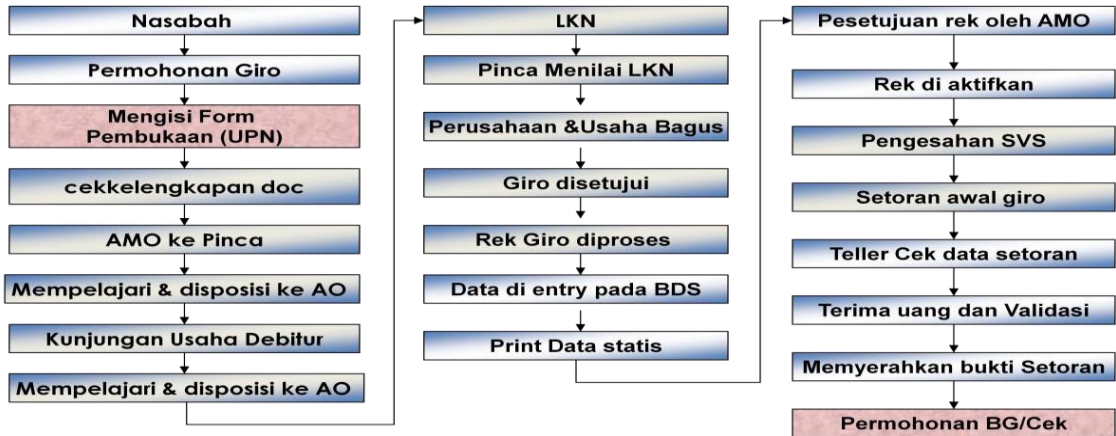 Nasabah
Permohonan Giro
Mengisi Form
Pembukaan (UPN)
cekkelengkapan doc
AMO ke Pinca
Mempelajari & disposisi ke AO
Kunjungan Usaha Debitur
Mempelajari & disposisi ke AO
LKN
Pinca Menilai LKN
Perusahaan &Usaha Bagus
Giro disetujui
Rek Giro diproses
Data di entry pada BDS
Print Data statis
Pesetujuan rek oleh AMO
Rek di aktifkan
Pengesahan SVS
Setoran awal giro
Teller Cek data setoran
Terima uang dan Validasi
Memyerahkan bukti Setoran
Permohonan BG/Cek